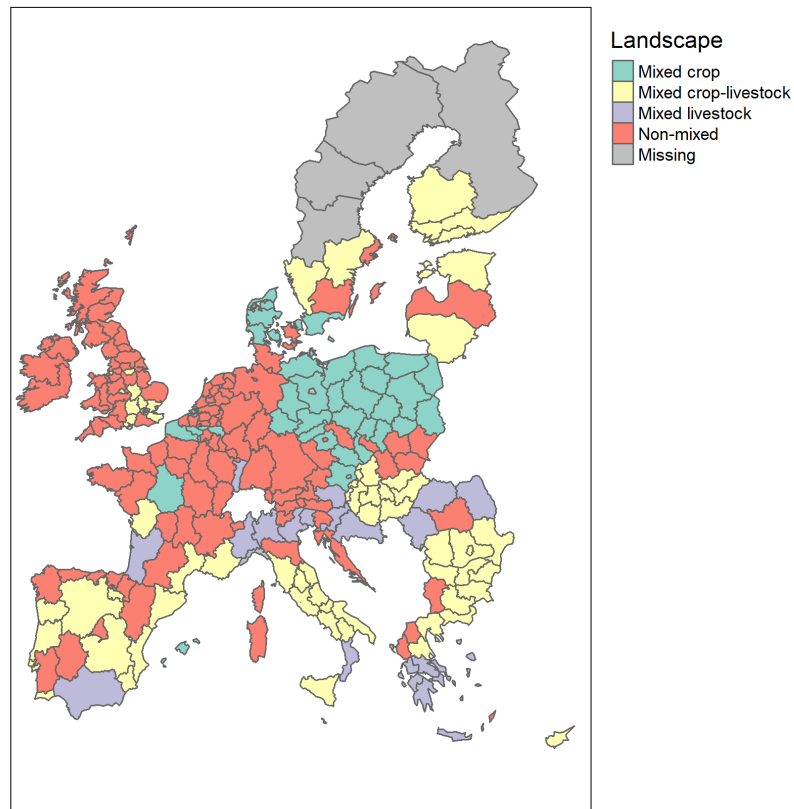 Landscape
Mixed crop
Mixed crop-livestock
Mixed livestock
Non-mixed
Missing